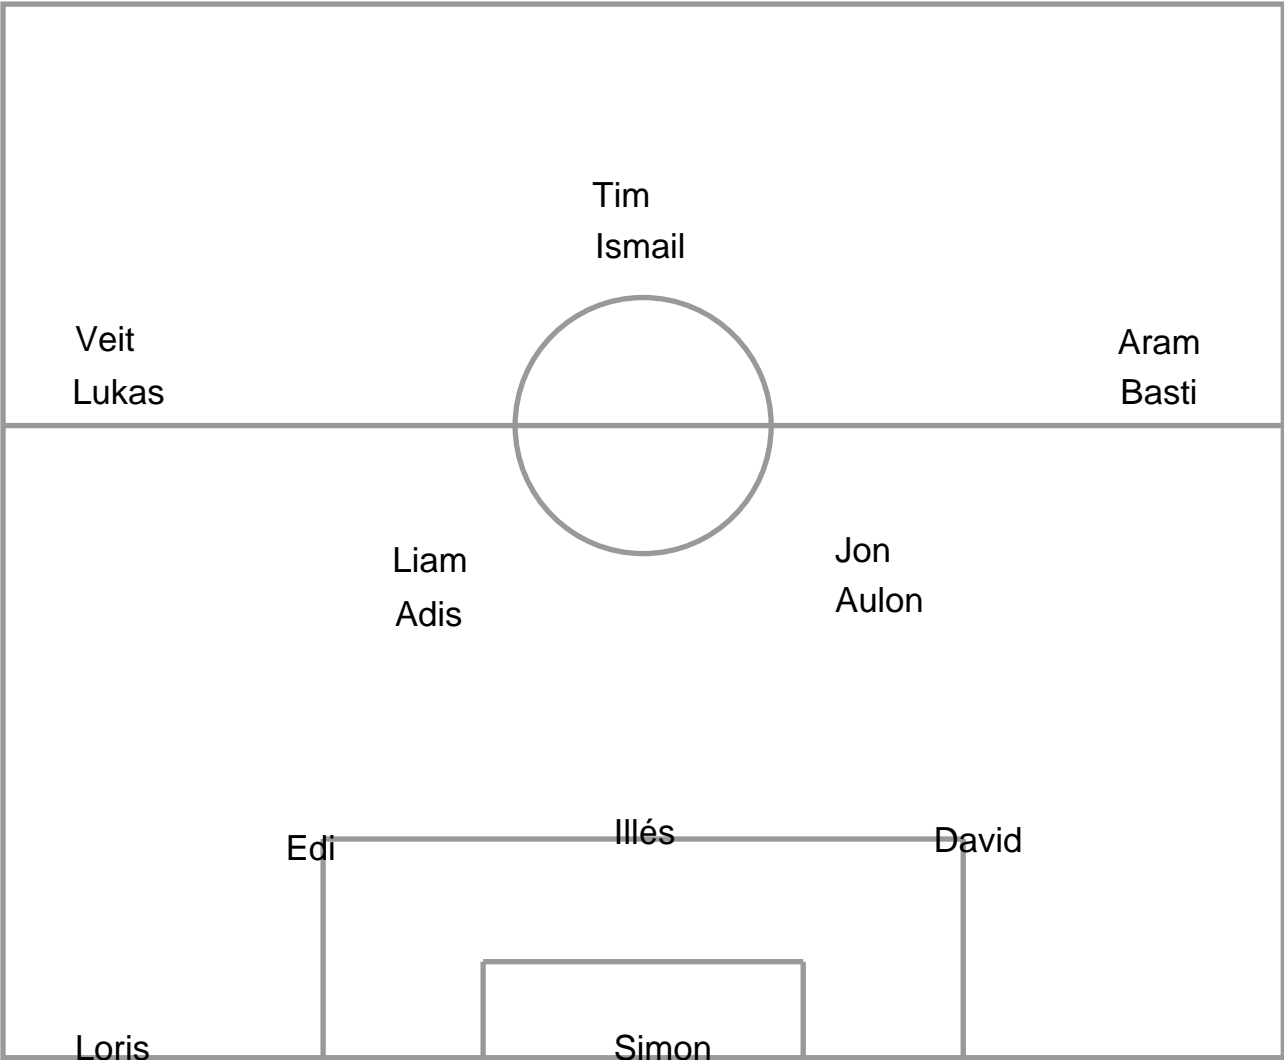 Tim
Ismail
Veit
Lukas
Aram
Basti
Liam
Adis
Jon
Aulon
Edi
Illés
David
Loris
Simon